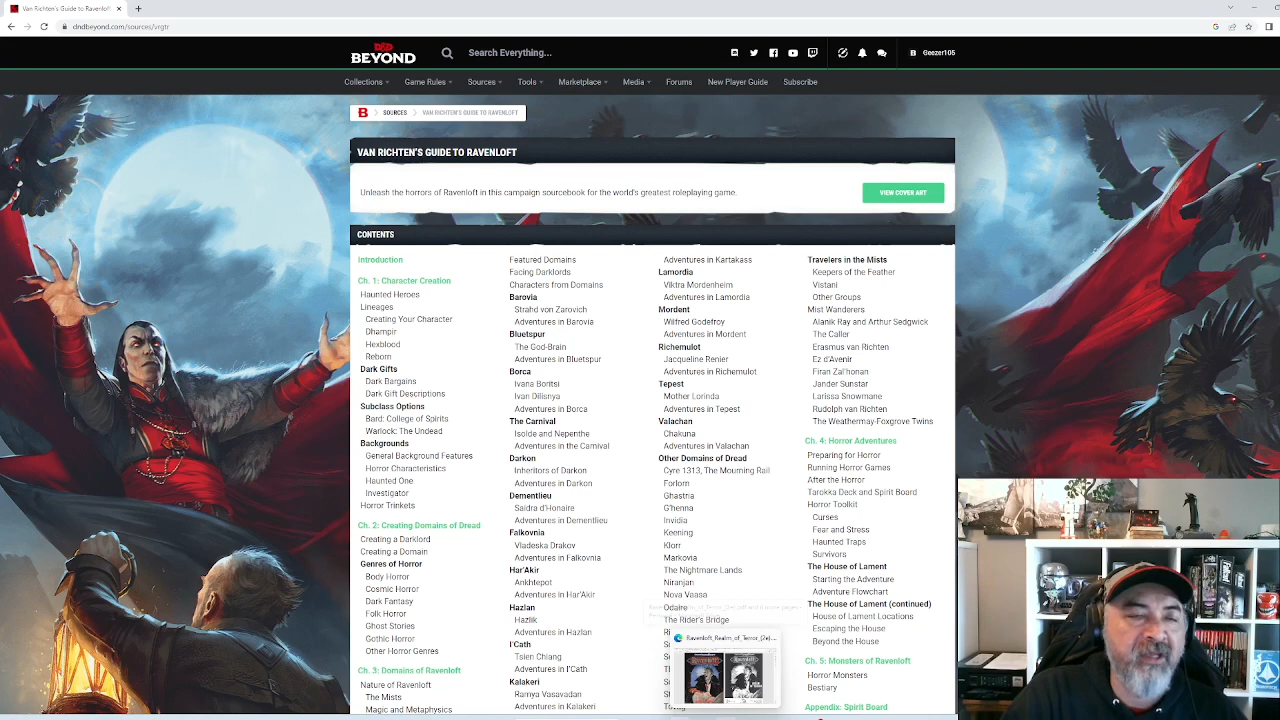 Van Richten's Guide to Ravenloft
dndbeyond.com/sources/vrgtr
D&D
BEYOND
Search Everything...
Geezer105
Collections
Game Rules
Sources
Tools
Marketplace
Media
Forums
New Player Guide
Subscribe
B
SOURCES
VAN RICHTEN'S GUIDE TO RAVENLOFT
VAN RICHTEN'S GUIDE TO RAVENLOFT
Unleash the horrors of Ravenloft in this campaign sourcebook for the world's greatest roleplaying game.
VIEW COVER ART
CONTENTS
Introduction
Ch. 1: Character Creation
Haunted Heroes
Lineages
Creating Your Character
Dhampir
Hexblood
Reborn
Dark Gifts
Dark Bargains
Dark Gift Descriptions
Subclass Options
Bard: College of Spirits
Warlock: The Undead
Backgrounds
General Background Features
Horror Characteristics
Haunted One
Investigator
Horror Trinkets
Ch. 2: Creating Domains of Dread
Creating a Darklord
Creating a Domain
Genres of Horror
Body Horror
Cosmic Horror
Dark Fantasy
Folk Horror
Ghost Stories
Gothic Horror
Other Horror Genres
Ch. 3: Domains of Ravenloft
Nature of Ravenloft
The Mists
Magic and Metaphysics
Featured Domains
Facing Darklords
Characters from Domains
Barovia
Strahd von Zarovich
Adventures in Barovia
Bluetspur
The God-Brain
Adventures in Bluetspur
Borca
Ivana Boritsi
Ivan Dilisnya
Adventures in Borca
The Carnival
Isolde and Nepenthe
Adventures in the Carnival
Darkon
Inheritors of Darkon
Adventures in Darkon
Dementlieu
Saidra d'Honaire
Adventures in Dementlieu
Falkovnia
Vladeska Drakov
Adventures in Falkovnia
Har'Akir
Ankhtepot
Adventures in Har'Akir
Hazlan
Hazlik
Adventures in Hazlan
I'Cath
Tsien Chiang
Adventures in I'Cath
Kalakeri
Ramya Vasavadan
Adventures in Kalakeri
Adventures in Kartakass
Lamordia
Viktra Mordenheim
Adventures in Lamordia
Mordent
Wilfred Godefroy
Adventures in Mordent
Richemulot
Jacqueline Renier
Adventures in Richemulot
Tepest
Mother Lorinda
Adventures in Tepest
Valachan
Chakuna
Adventures in Valachan
Other Domains of Dread
Cyre 1313, The Mourning Rail
Forlorn
Ghastria
G'henna
Invidia
Keening
Klorr
Markovia
The Nightmare Lands
Niranjan
Nova Vaasa
Odaire
The Rider's Bridge
Ravenloft_Realm_of_Terror_(2e)....
Travelers in the Mists
Keepers of the Feather
Vistani
Other Groups
Mist Wanderers
Alanik Ray and Arthur Sedgwick
The Caller
Erasmus van Richten
Ez d'Avenir
Firan Zal'honan
Jander Sunstar
Larissa Snowmane
Rudolph van Richten
The Weathermay-Foxgrove Twins
Ch. 4: Horror Adventures
Preparing for Horror
Running Horror Games
After the Horror
Tarokka Deck and Spirit Board
Horror Toolkit
Curses
Fear and Stress
Haunted Traps
Survivors
The House of Lament
Starting the Adventure
Adventure Flowchart
The House of Lament (continued)
House of Lament Locations
Escaping the House
Beyond the House
Ch. 5: Monsters of Ravenloft
Horror Monsters
Bestiary
Appendix: Spirit Board